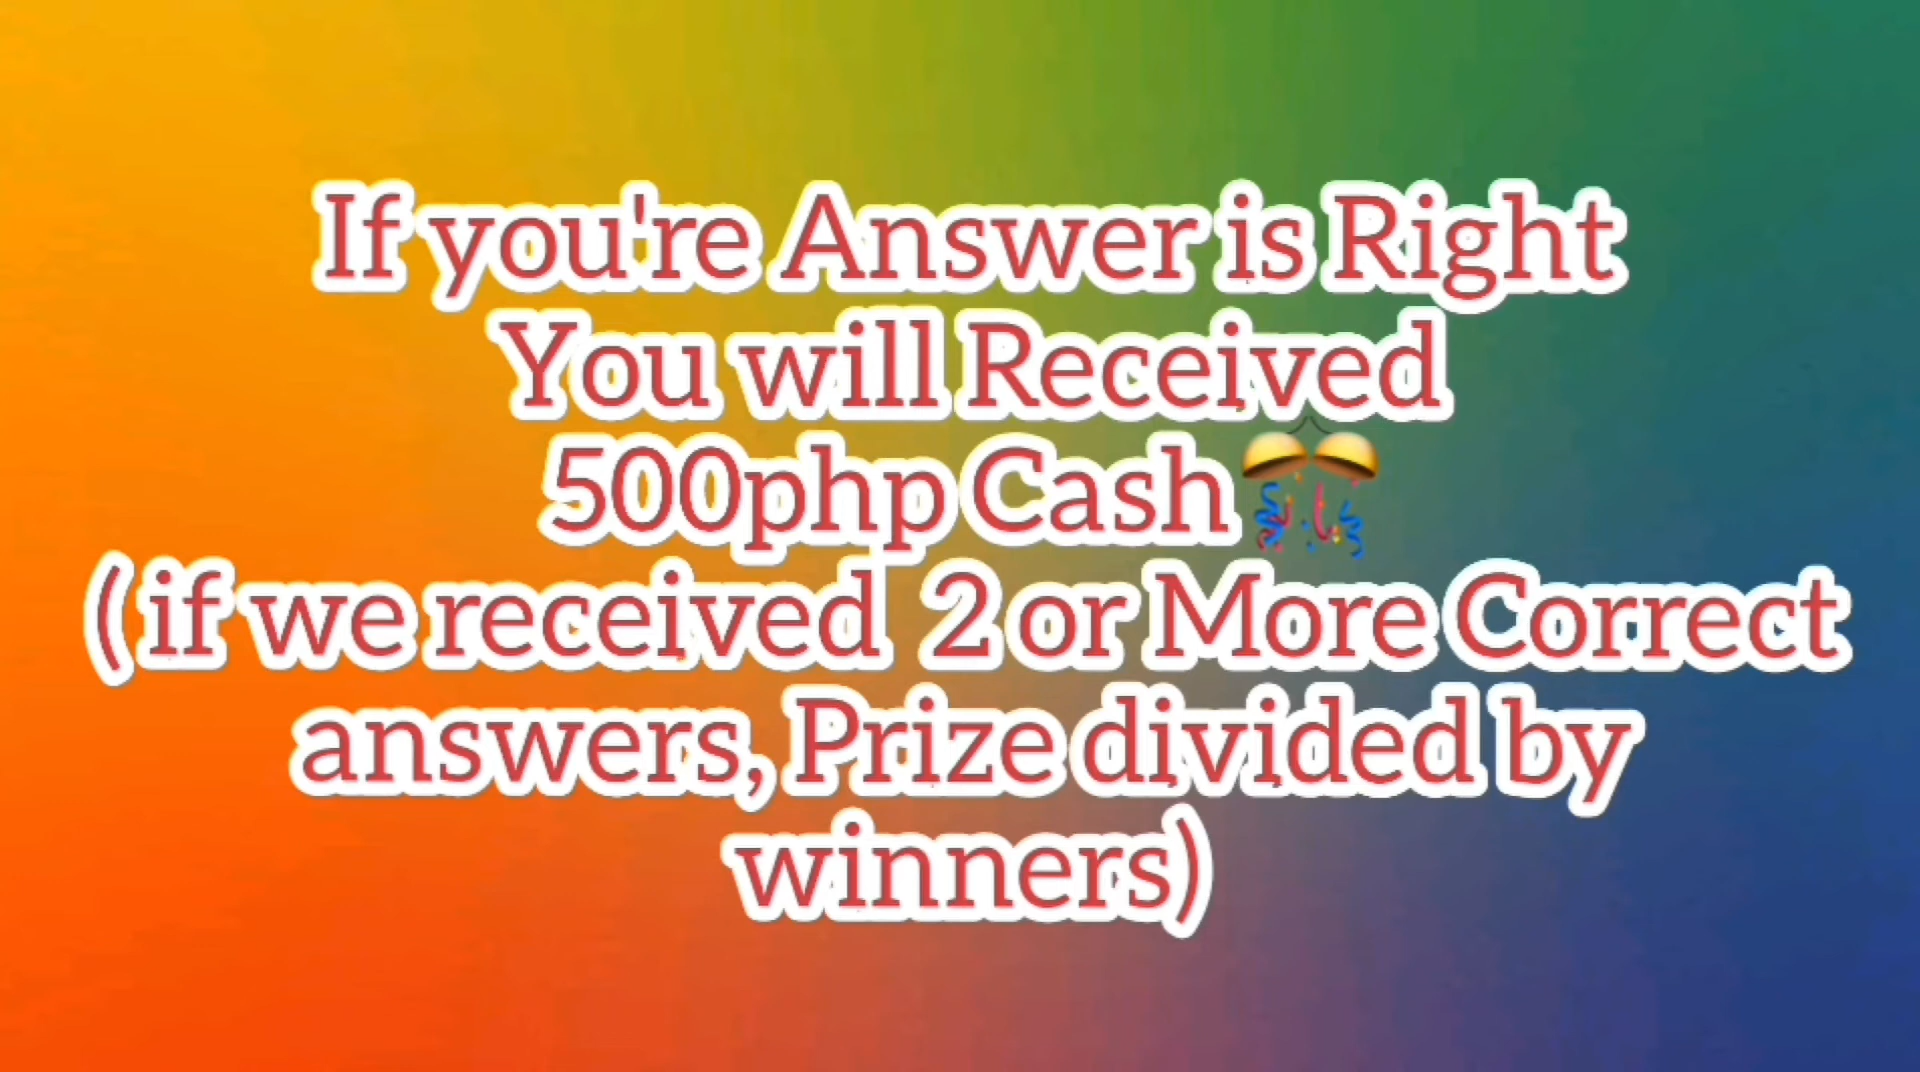 If you're Answer is Right
You will Received
500php Cash🎊
( if we received 2 or More Correct
answers, Prize divided by
winners)